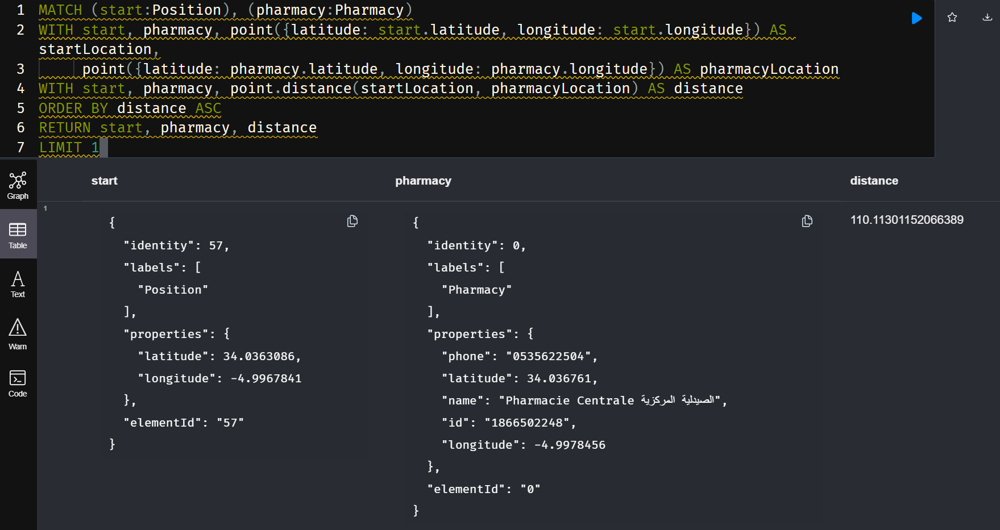 1 MATCH (start:Position), (pharmacy:Pharmacy)
2 WITH start, pharmacy, point({latitude: start.latitude, longitude: start.longitude}) AS
startLocation,
3 point({latitude: pharmacy.latitude, longitude: pharmacy.longitude}) AS pharmacyLocation
4 WITH start, pharmacy, point.distance(startLocation, pharmacyLocation) AS distance
5 ORDER BY distance ASC
6 RETURN start, pharmacy, distance
7 LIMIT 1
Graph
Table
Text
Warn
Code
start
pharmacy
distance
1
{
"identity": 57,
"labels": [
"Position"
],
"properties": {
"latitude": 34.0363086,
"longitude": -4.9967841
},
"elementId": "57"
}
{
"identity": 0,
"labels": [
"Pharmacy"
],
"properties": {
"phone": "0535622504",
"latitude": 34.036761,
"name": "Pharmacie Centrale الصيدلية المركزية",
"id": "1866502248",
"longitude": -4.9978456
},
"elementId": "0"
}
110.11301152066389